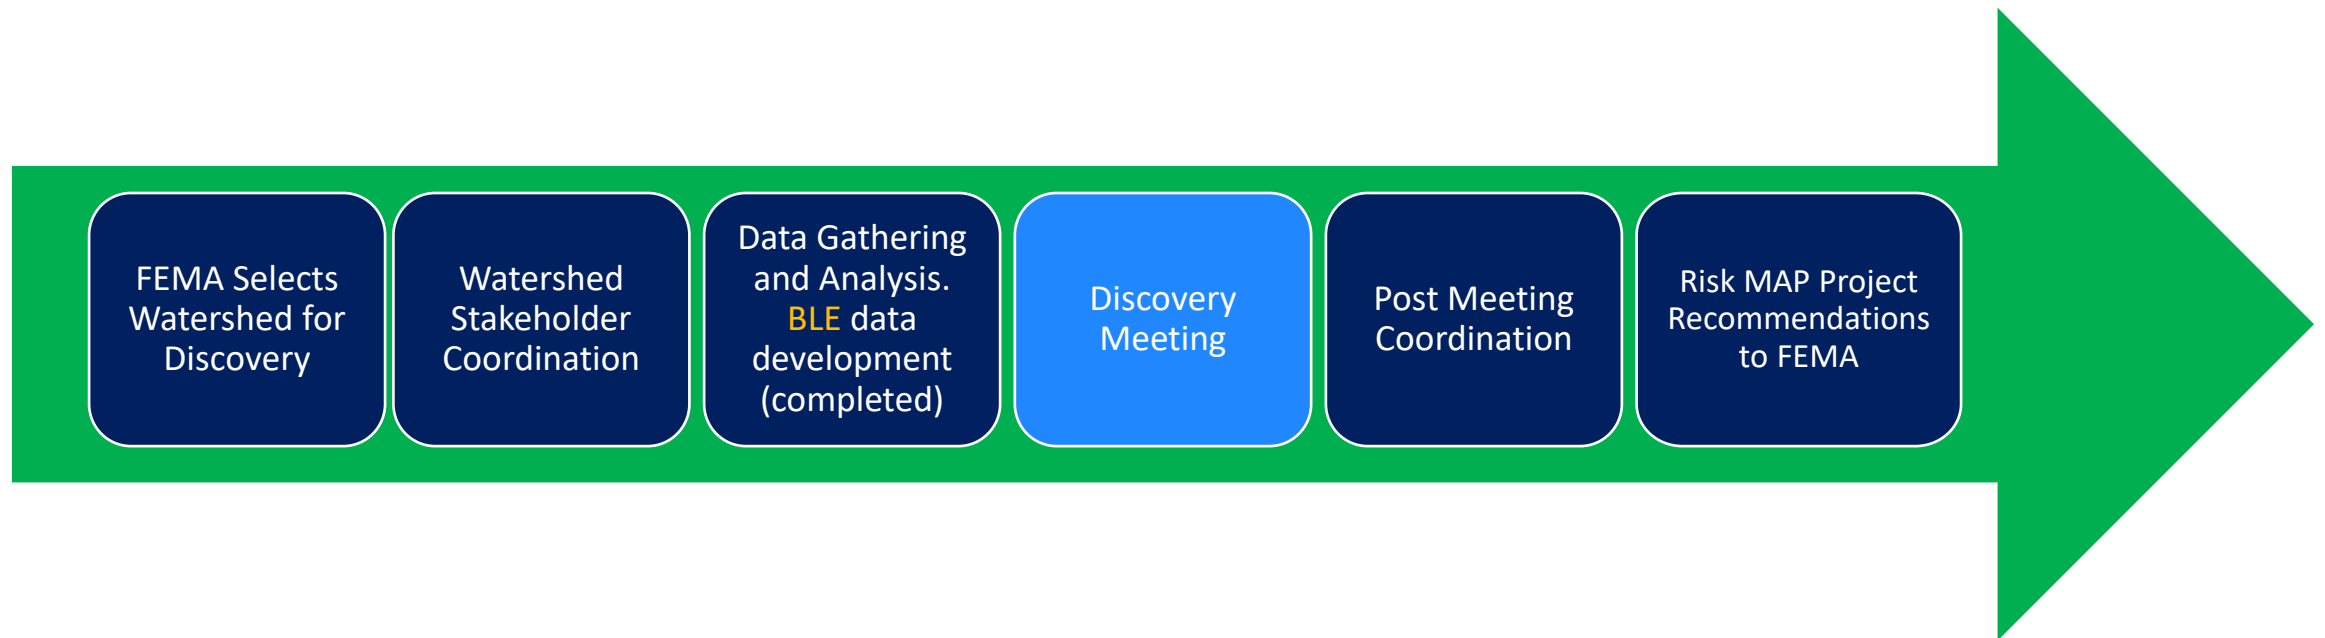 FEMA Selects
Watershed for
Discovery
Watershed
Stakeholder
Coordination
Data Gathering
and Analysis.
BLE data
development
(completed)
Discovery
Meeting
Post Meeting
Coordination
Risk MAP Project
Recommendations
to FEMA